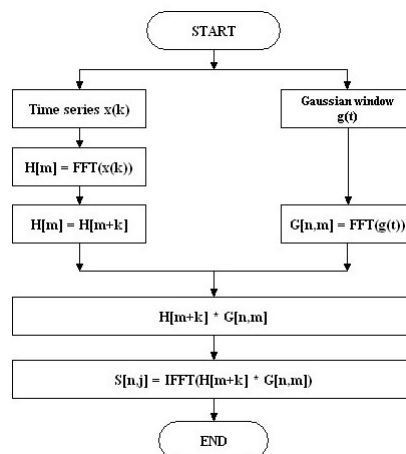 START
Time series x(k)
Gaussian window
g(t)
H[m] = FFT(x(k))
H[m] = H[m+k]
G[n,m] = FFT(g(t))
H[m+k] * G[n,m]
S[n,j] = IFFT(H[m+k] * G[n,m])
END